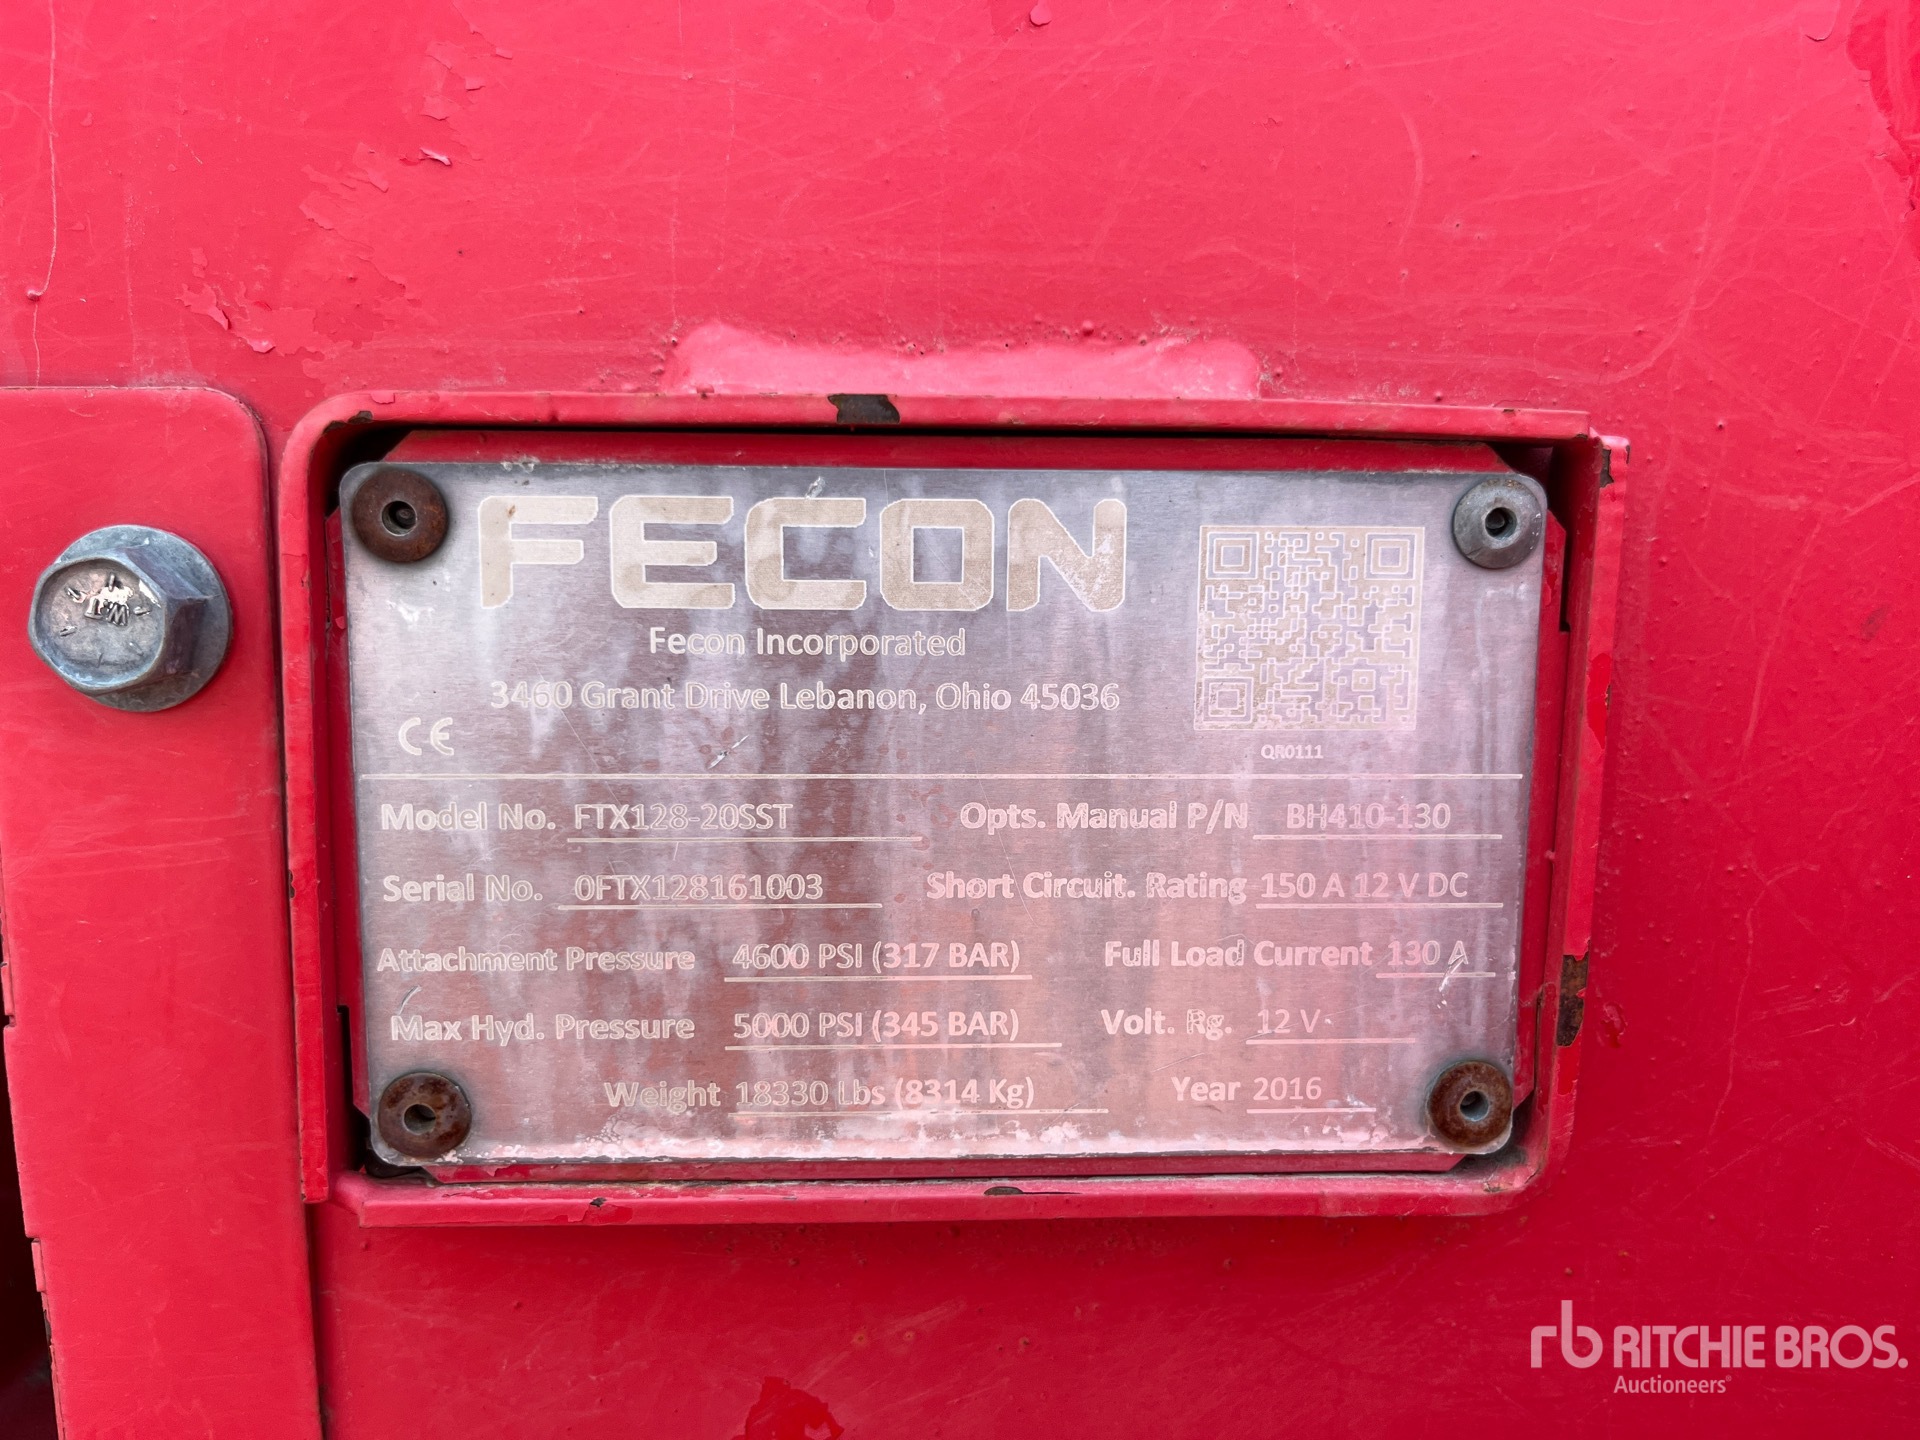 FECON
Fecon Incorporated
3460 Grant Drive Lebanon, Ohio 45036
CE
QR0111
Model No. FTX128-20SST Opts. Manual P/N BH410-130
Serial No. 0FTX128161003 Short Circuit. Rating 150 A 12 V DC
Attachment Pressure 4600 PSI (317 BAR) Full Load Current 130 A
Max Hyd. Pressure 5000 PSI (345 BAR) Volt. Rg. 12 V
Weight 18330 Lbs (8314 Kg) Year 2016
rb RITCHIE BROS.
Auctioneers